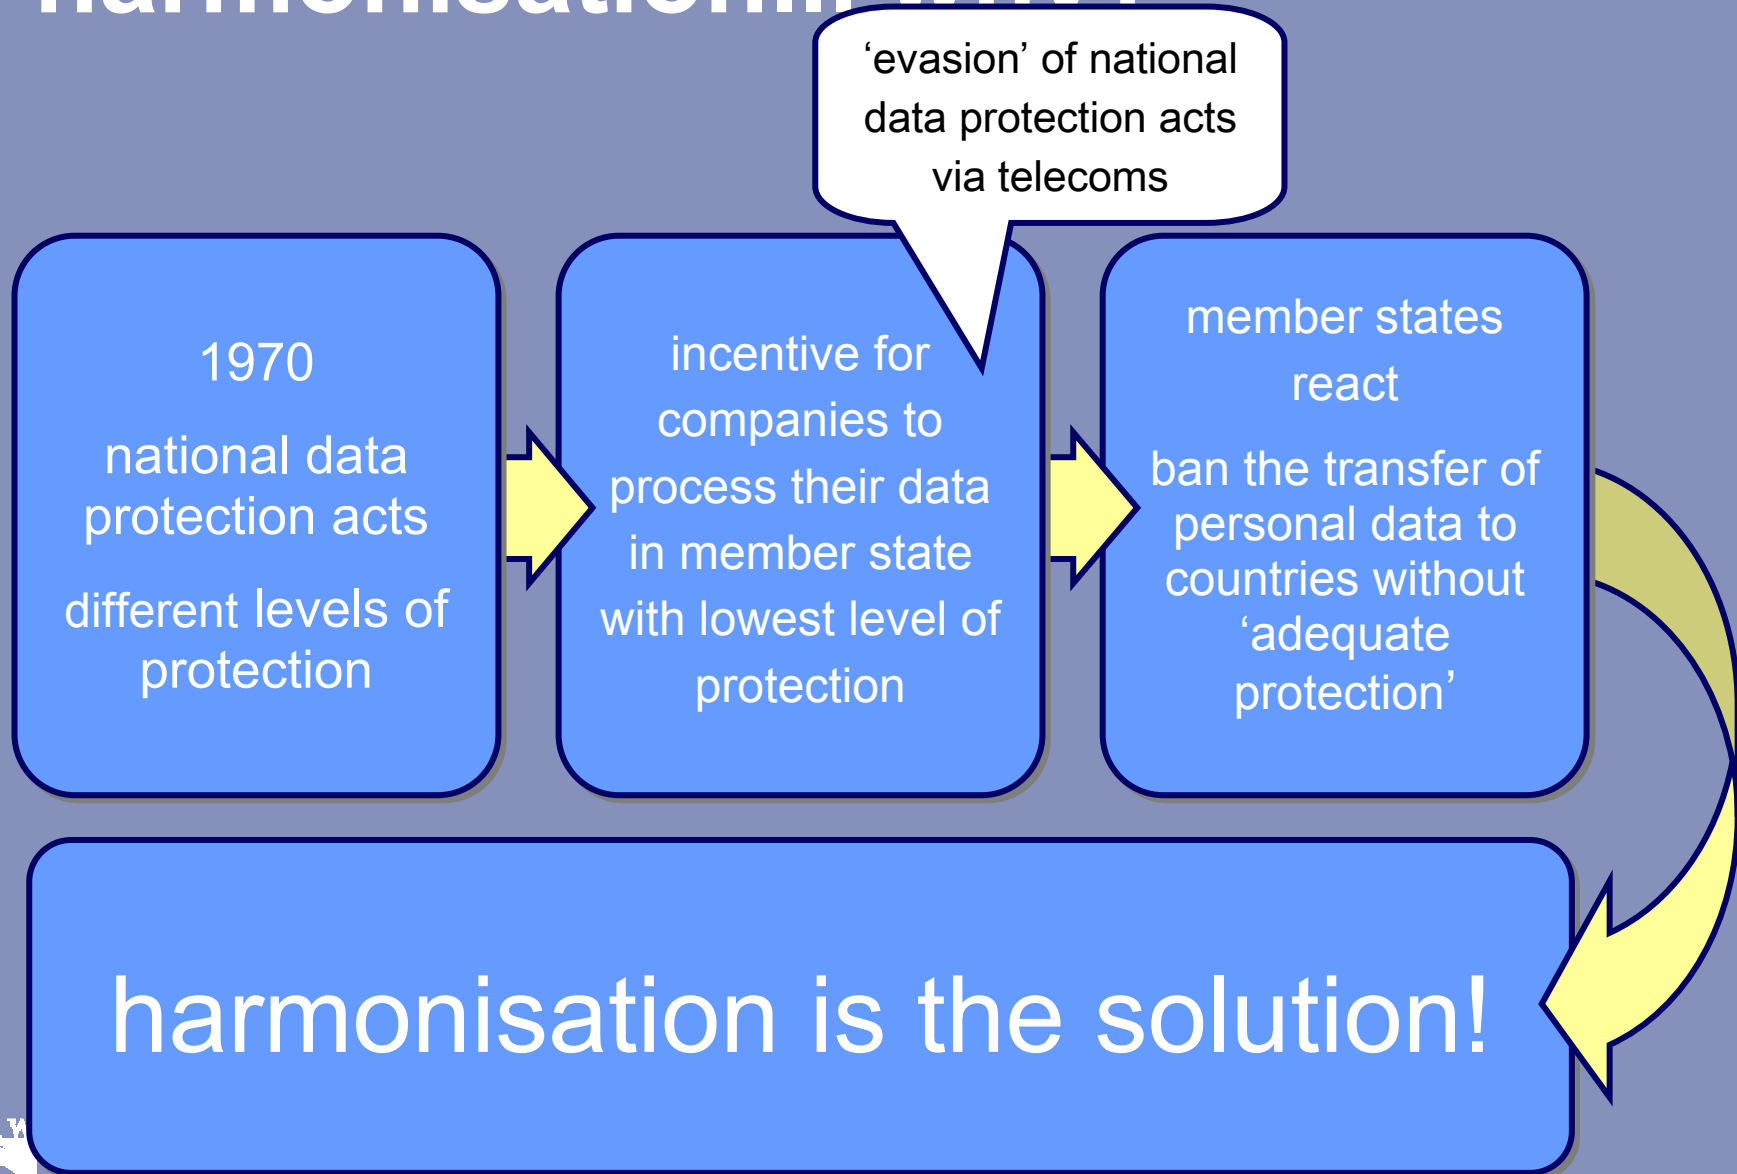 harmonisation... why?
‘evasion’ of national
data protection acts
via telecoms
1970
national data
protection acts
different levels of
protection
incentive for
companies to
process their data
in member state
with lowest level of
protection
member states
react
ban the transfer of
personal data to
countries without
‘adequate
protection’
harmonisation is the solution!